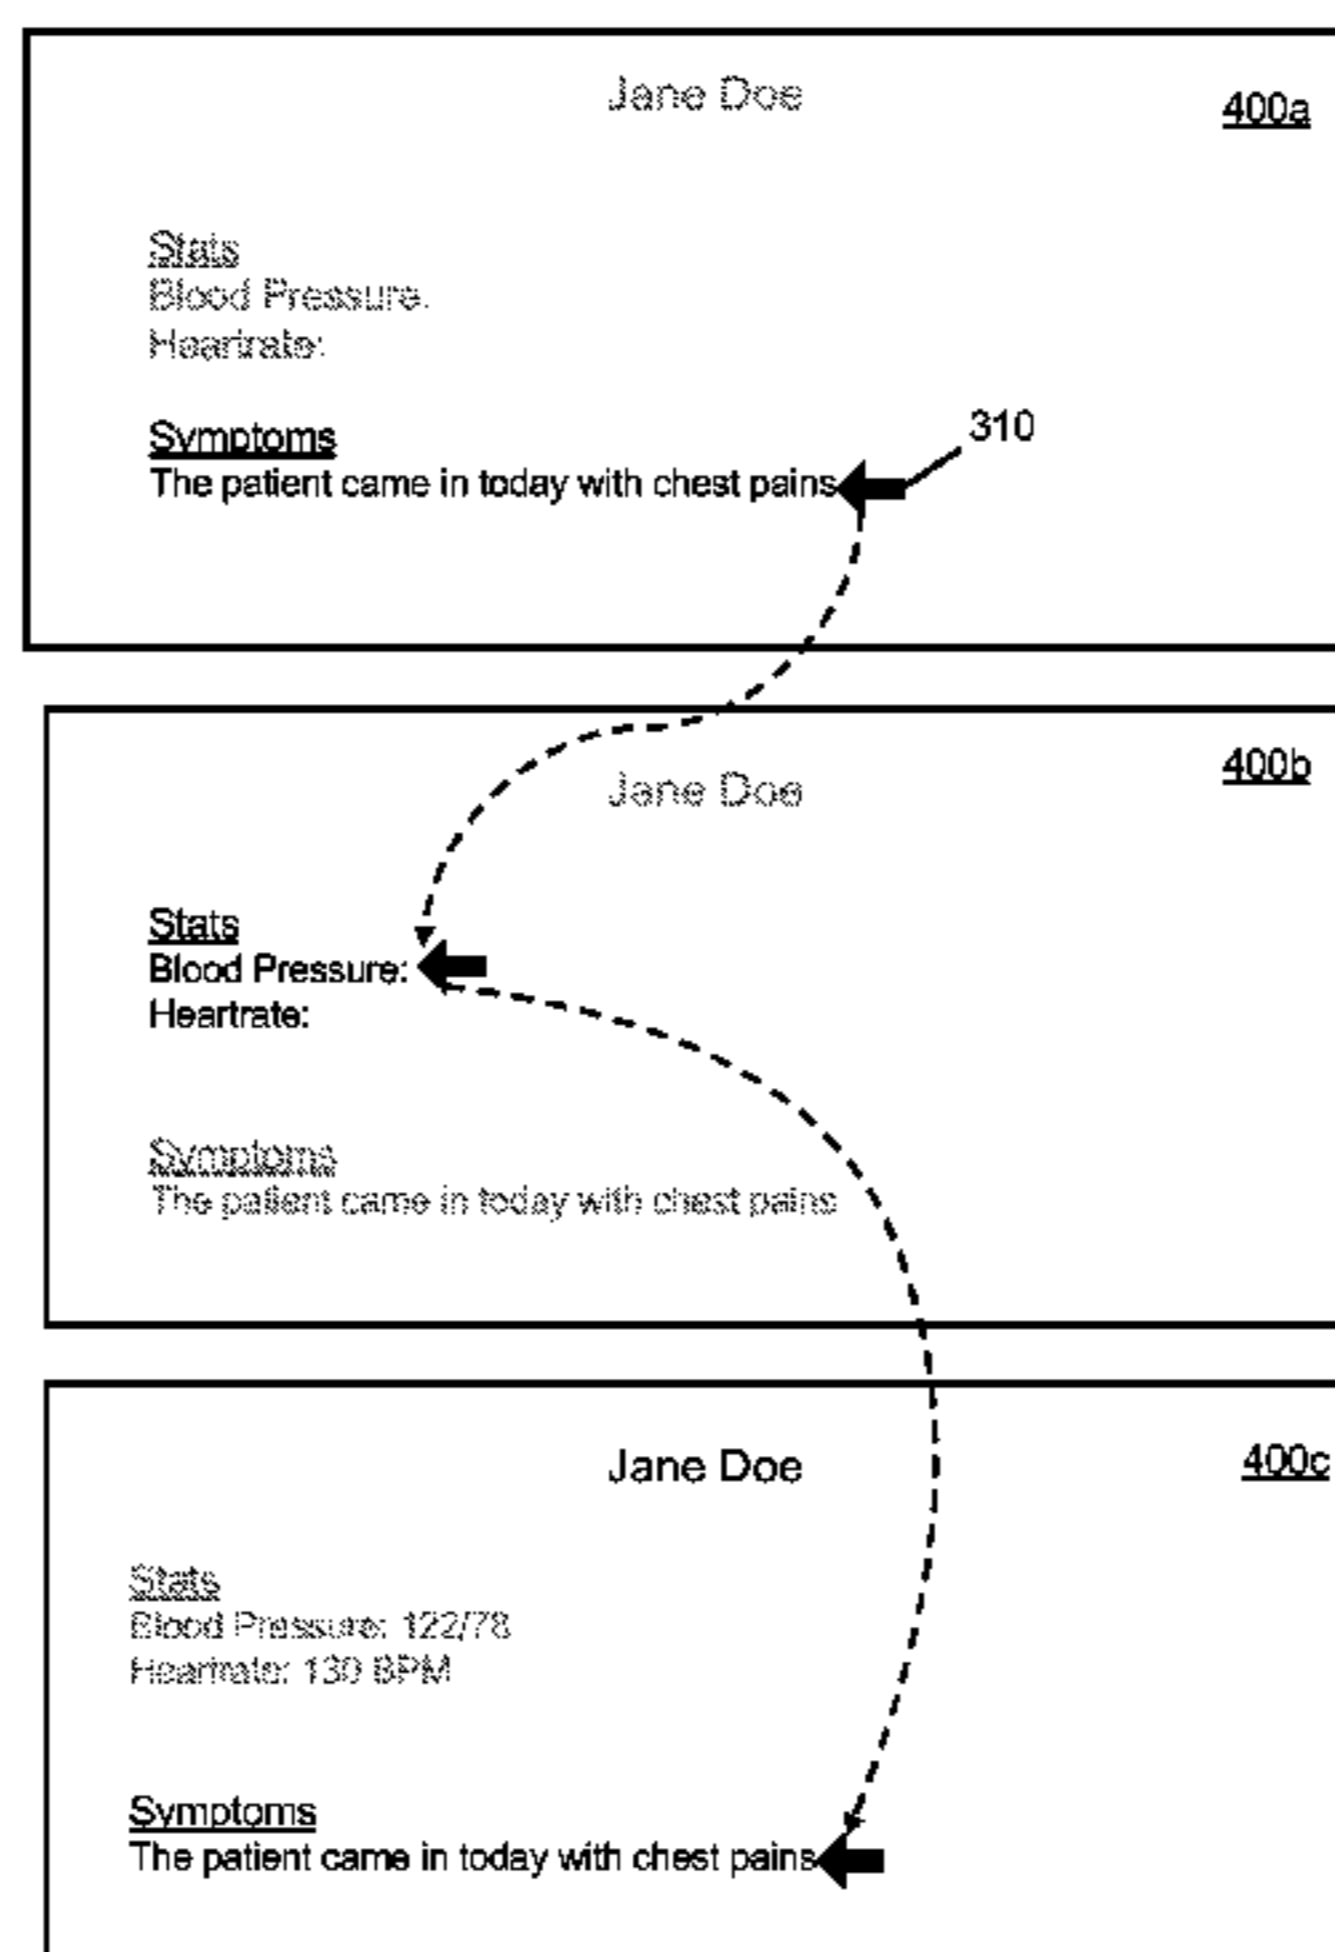 Jane Doe
400a
Stats
Blood Pressure:
Heartrate:
310
Symptoms
The patient came in today with chest pains
400b
Jane Doe
Stats
Blood Pressure:
Heartrate:
Symptoms
The patient came in today with chest pains
Jane Doe
400c
Stats
Blood Pressure: 122/78
Heartrate: 130 BPM
Symptoms
The patient came in today with chest pains